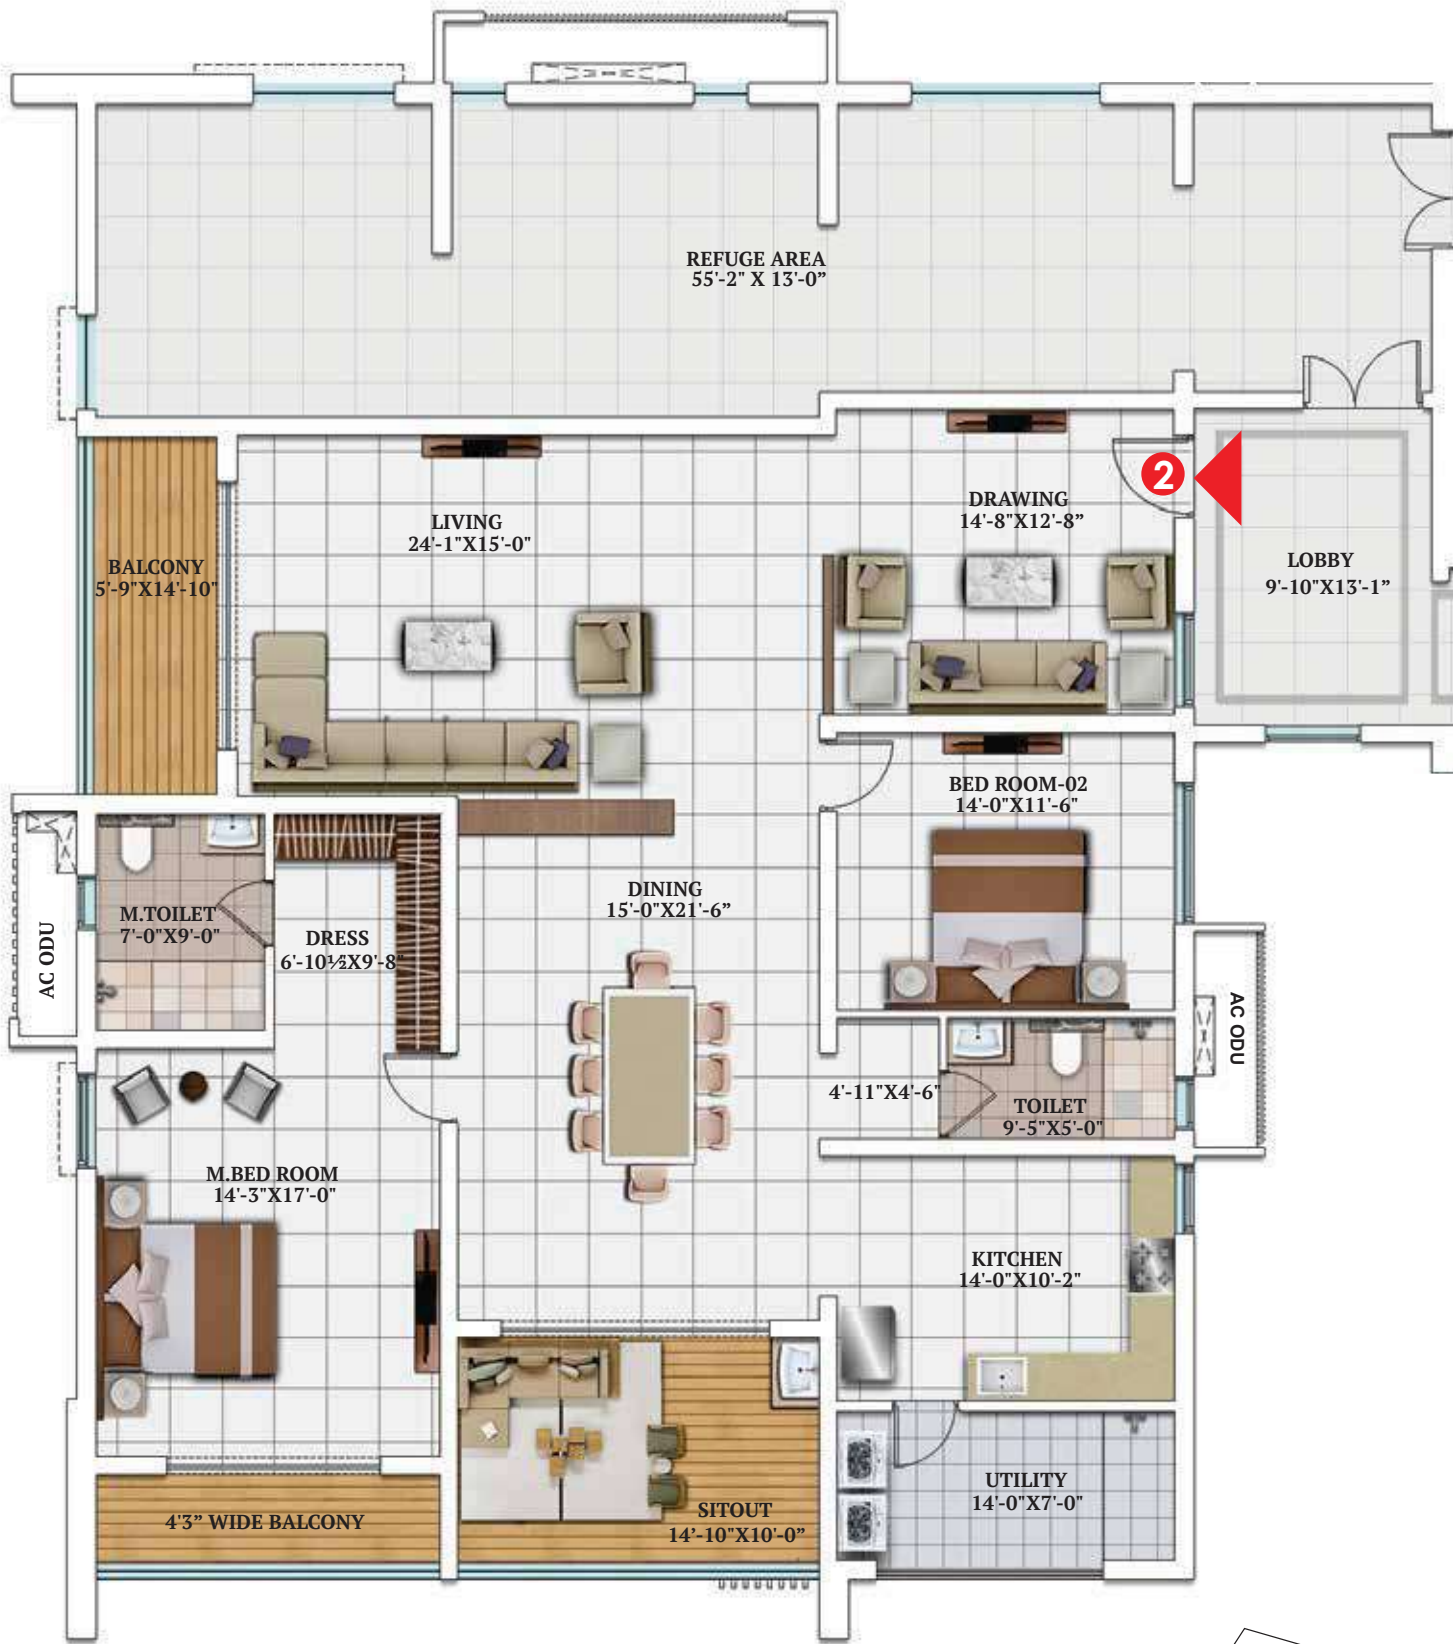 REFUGE AREA
55'-2" X 13'-0”
2
LIVING
24'-1"X15'-0"
DRAWING
14'-8"X12'-8”
LOBBY
9'-10"X13'-1”
BALCONY
5'-9"X14'-10"
BED ROOM-02
14'-0"X11'-6"
DINING
15'-0"X21'-6”
M.TOILET
7'-0"X9'-0"
DRESS
6'-10½X9'-8"
AC ODU
AC ODU
4'-11"X4'-6"
TOILET
9'-5"X5'-0"
M.BED ROOM
14'-3"X17'-0"
KITCHEN
14'-0"X10'-2"
UTILITY
14'-0"X7'-0"
SITOUT
14’-10"X10'-0”
4'3” WIDE BALCONY